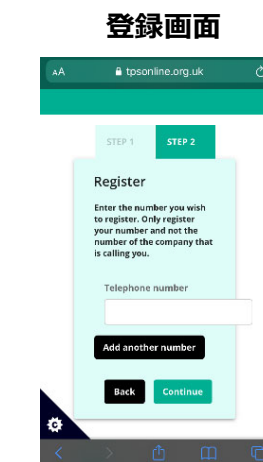 登録画面
AA tpsonline.org.uk
STEP 1 STEP 2
Register
Enter the number you wish
to register. Only register
your number and not the
number of the company that
is calling you.
Telephone number
Add another number
Back Continue